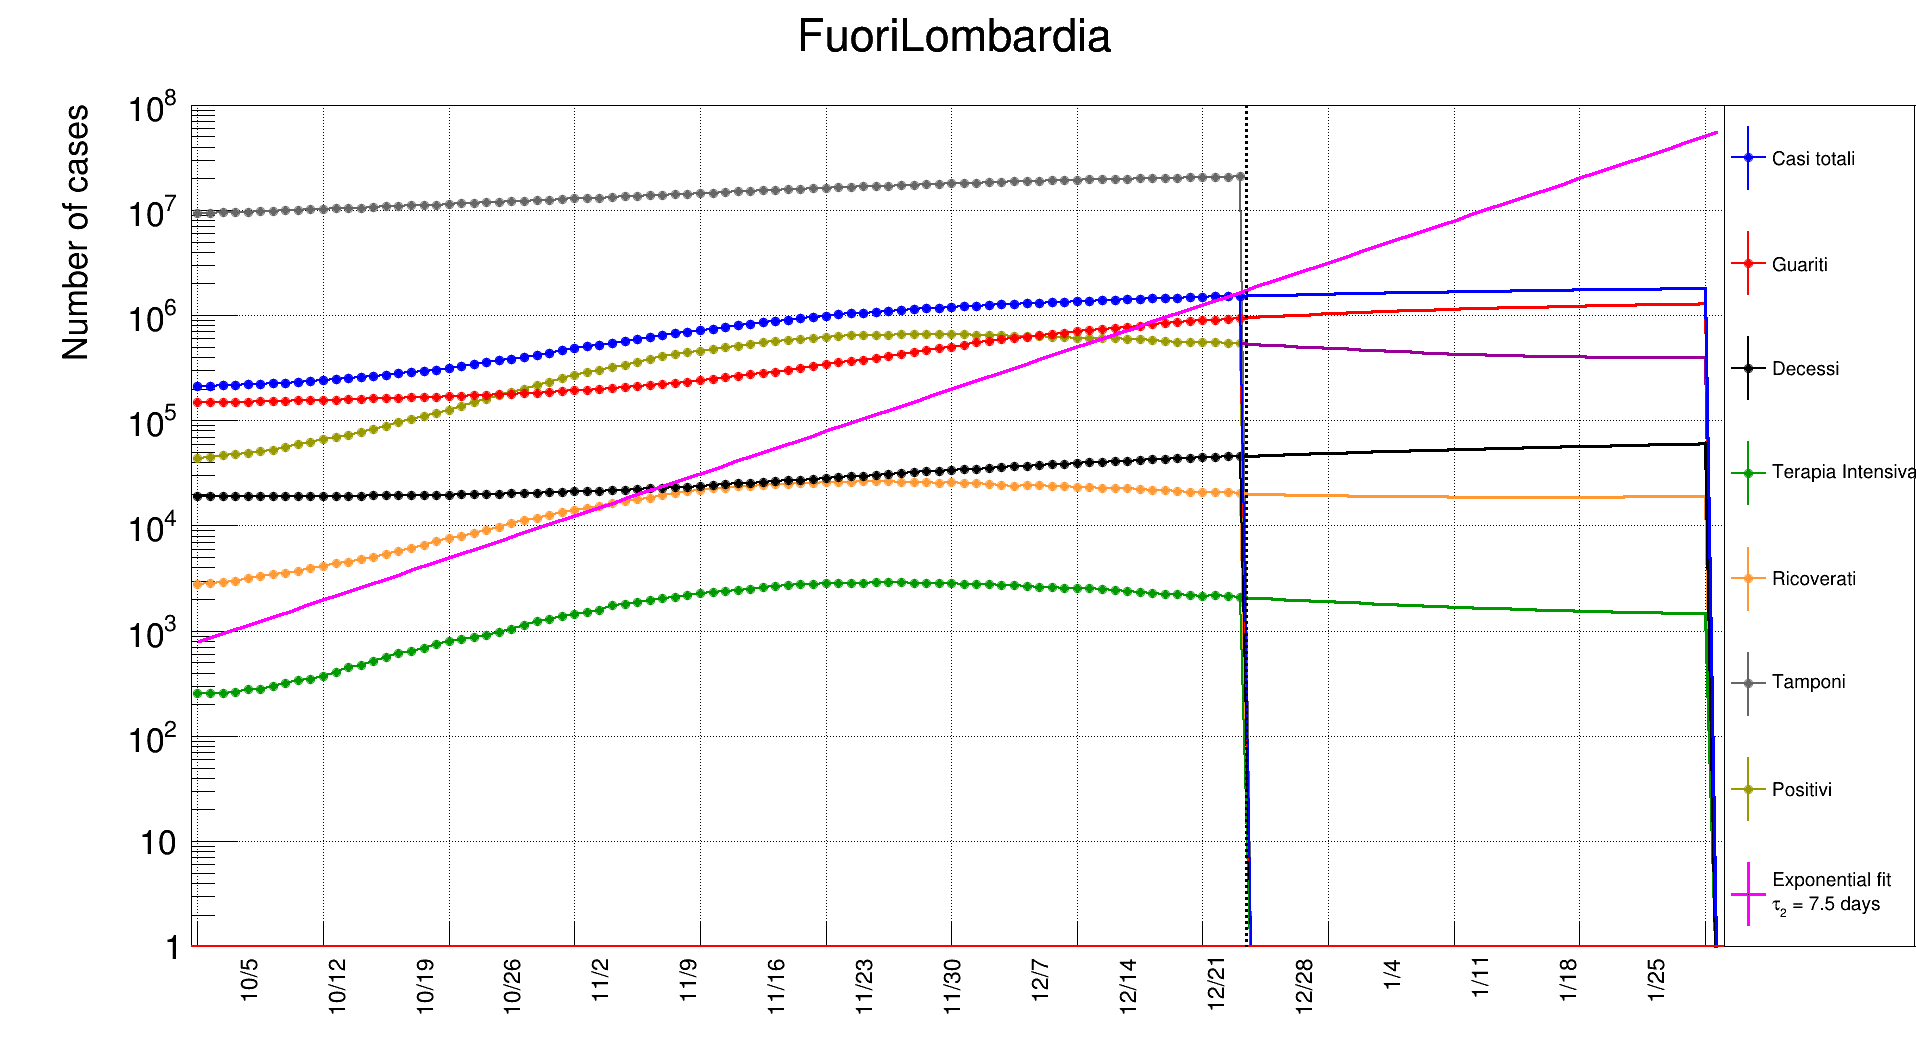 FuoriLombardia
Number of cases
10^8
10^7
10^6
10^5
10^4
10^3
10^2
10
1
10/5
10/12
10/19
10/26
11/2
11/9
11/16
11/23
11/30
12/7
12/14
12/21
12/28
1/4
1/11
1/18
1/25
Casi totali
Guariti
Decessi
Terapia Intensiva
Ricoverati
Tamponi
Positivi
Exponential fit
τ₂ = 7.5 days